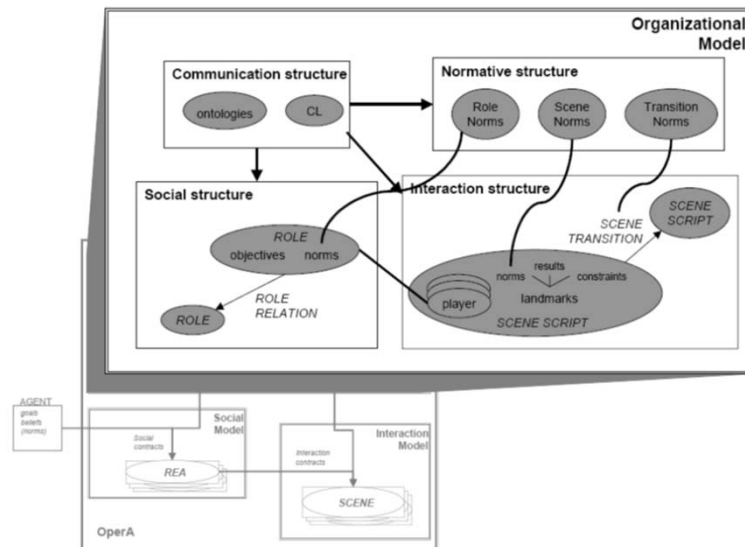 Organizational
Model
Communication structure
ontologies
CL
Normative structure
Role
Norms
Scene
Norms
Transition
Norms
Social structure
ROLE
objectives norms
ROLE
RELATION
ROLE
Interaction structure
SCENE
SCRIPT
SCENE
TRANSITION
norms
results
constraints
landmarks
player
SCENE SCRIPT
AGENT
goals
beliefs
(norms)
Social
Model
Social
contracts
REA
Interaction
Model
Interaction
contracts
SCENE
OperA